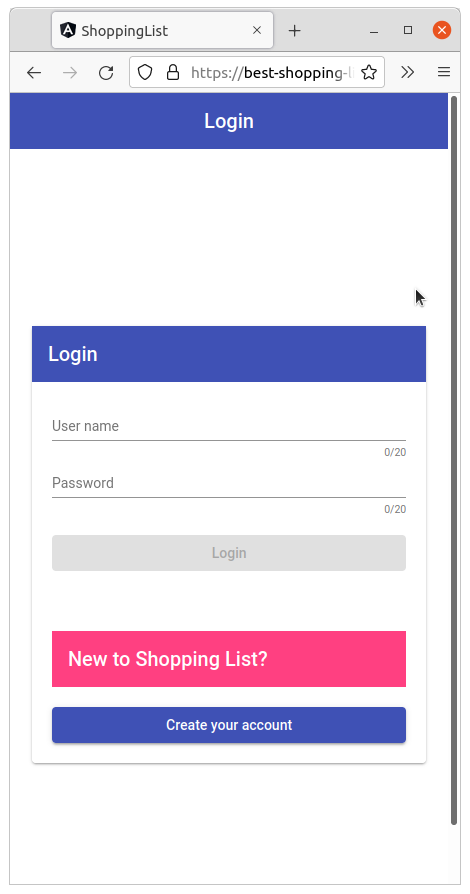 ShoppingList
https://best-shopping-l
Login
Login
User name
0/20
Password
0/20
Login
New to Shopping List?
Create your account